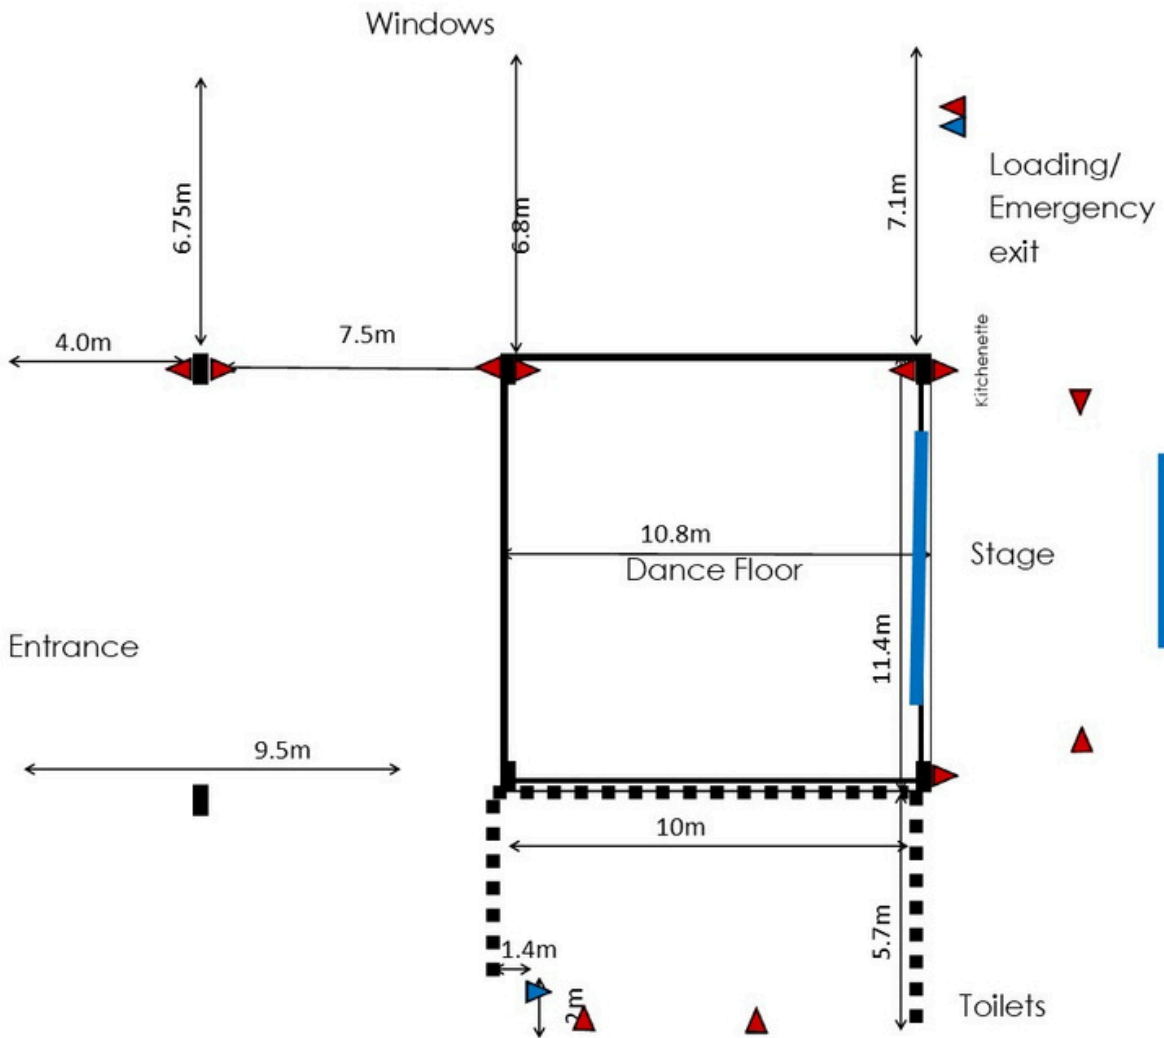 Windows
6.75m
6.8m
7.1m
Loading/
Emergency
exit
4.0m
7.5m
Kitchenette
10.8m
Dance Floor
Stage
11.4m
Entrance
9.5m
10m
5.7m
1.4m
2m
Toilets